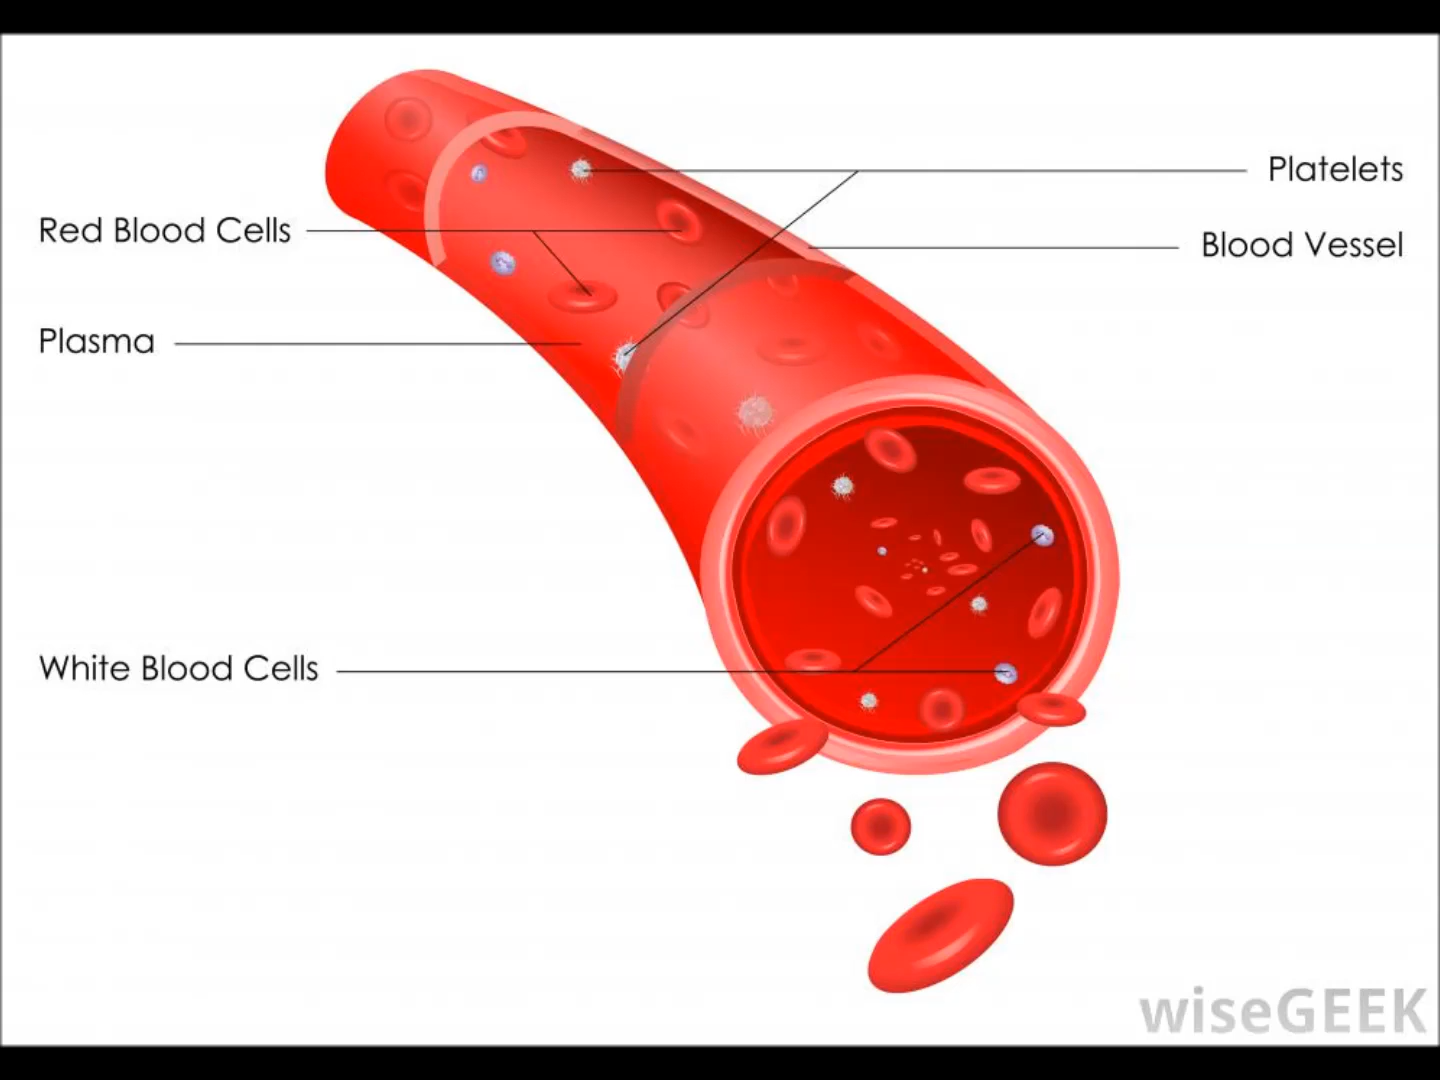 Platelets
Red Blood Cells
Blood Vessel
Plasma
White Blood Cells
wiseGEEK